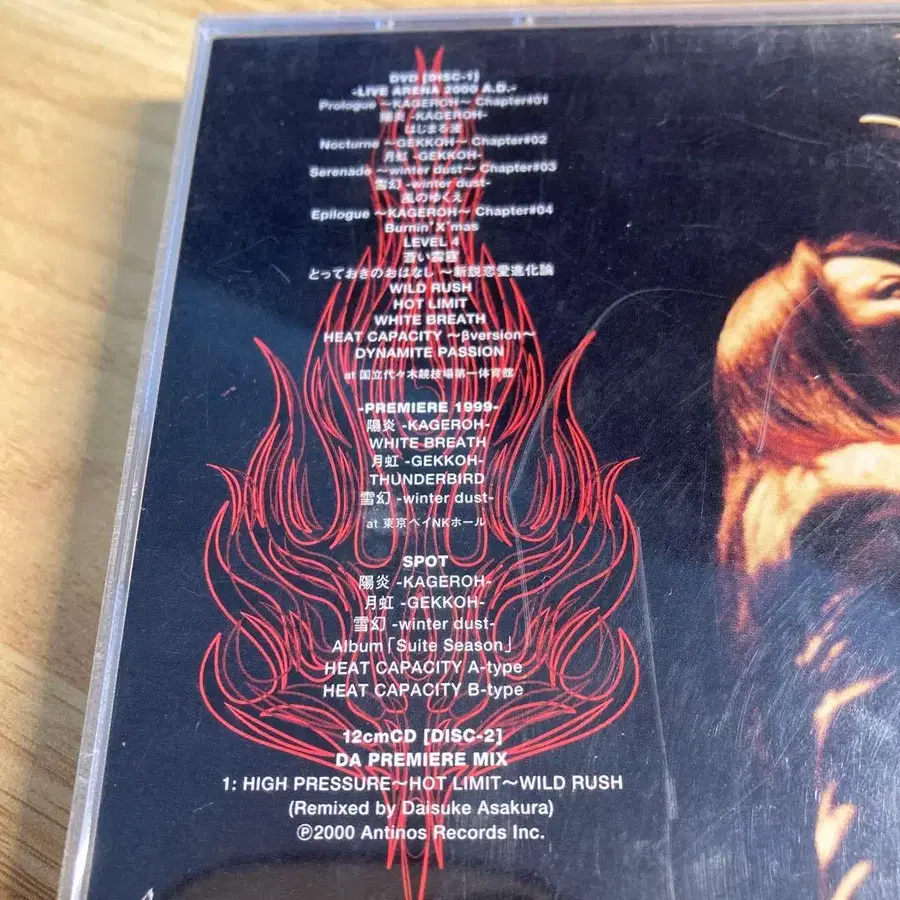 DVD [DISC-1]
-LIVE ARENA 2000 A.D.-
Prologue 〜KAGEROH〜 Chapter#01
陽炎 -KAGEROH-
はじまる波
Nocturne 〜GEKKOH〜 Chapter#02
月虹 -GEKKOH-
Serenade 〜winter dust〜 Chapter#03
雪幻 -winter dust-
風のゆくえ
Epilogue 〜KAGEROH〜 Chapter#04
Burnin' X'mas
LEVEL 4
蒼い霹靂
とっておきのおはなし 〜新説恋愛進化論
WILD RUSH
HOT LIMIT
WHITE BREATH
HEAT CAPACITY 〜βversion〜
DYNAMITE PASSION
at 国立代々木競技場第一体育館
-PREMIERE 1999-
陽炎 -KAGEROH-
WHITE BREATH
月虹 -GEKKOH-
THUNDERBIRD
雪幻 -winter dust-
at 東京ベイNKホール
SPOT
陽炎 -KAGEROH-
月虹 -GEKKOH-
雪幻 -winter dust-
Album「Suite Season」
HEAT CAPACITY A-type
HEAT CAPACITY B-type
12cmCD [DISC-2]
DA PREMIERE MIX
1: HIGH PRESSURE〜HOT LIMIT〜WILD RUSH
(Remixed by Daisuke Asakura)
℗2000 Antinos Records Inc.